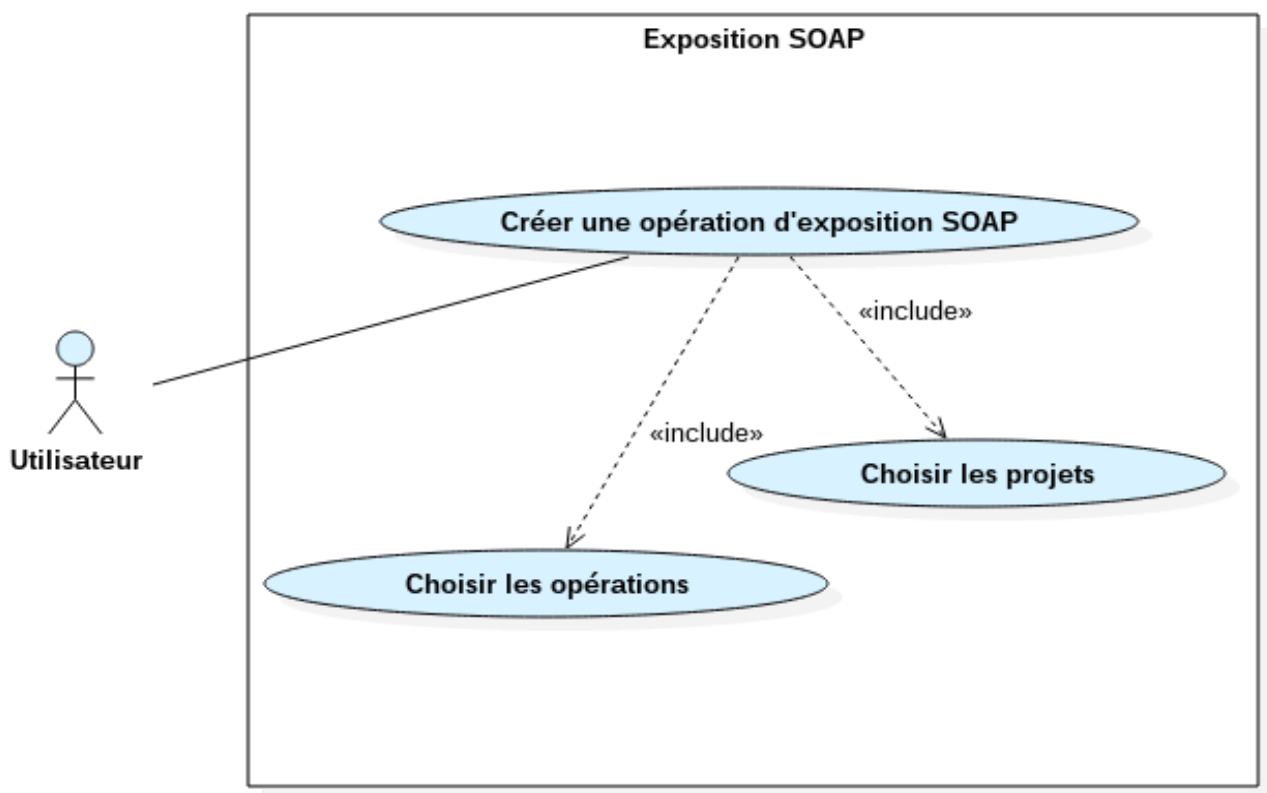 Exposition SOAP
Créer une opération d'exposition SOAP
«include»
«include»
Utilisateur
Choisir les projets
Choisir les opérations